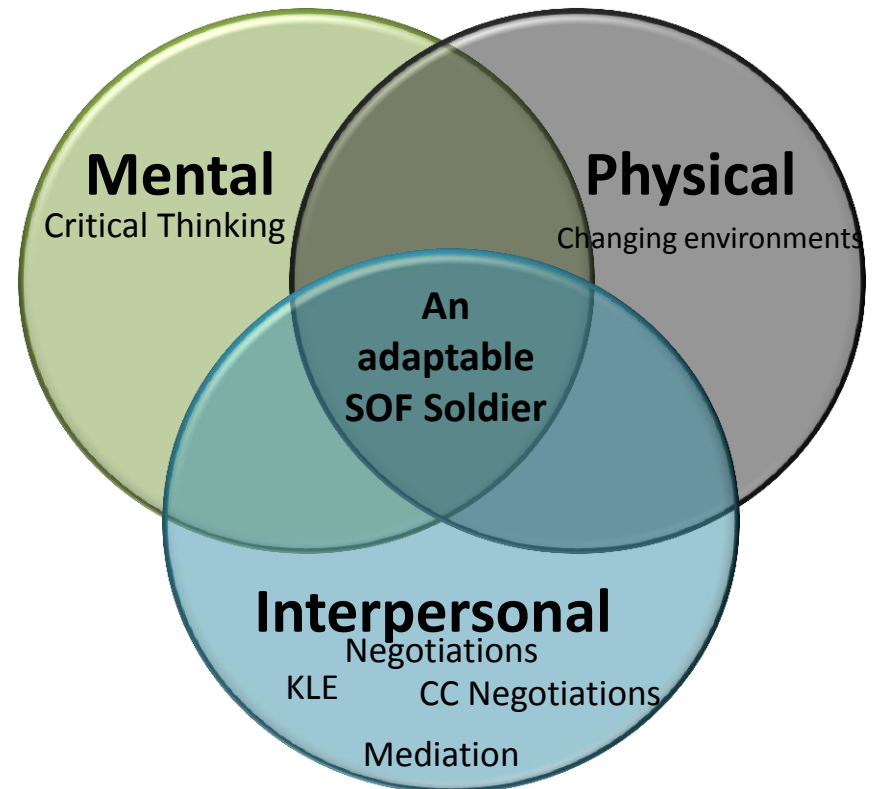 Mental
Critical Thinking
Physical
Changing environments
An
adaptable
SOF Soldier
Interpersonal
Negotiations
KLE
CC Negotiations
Mediation